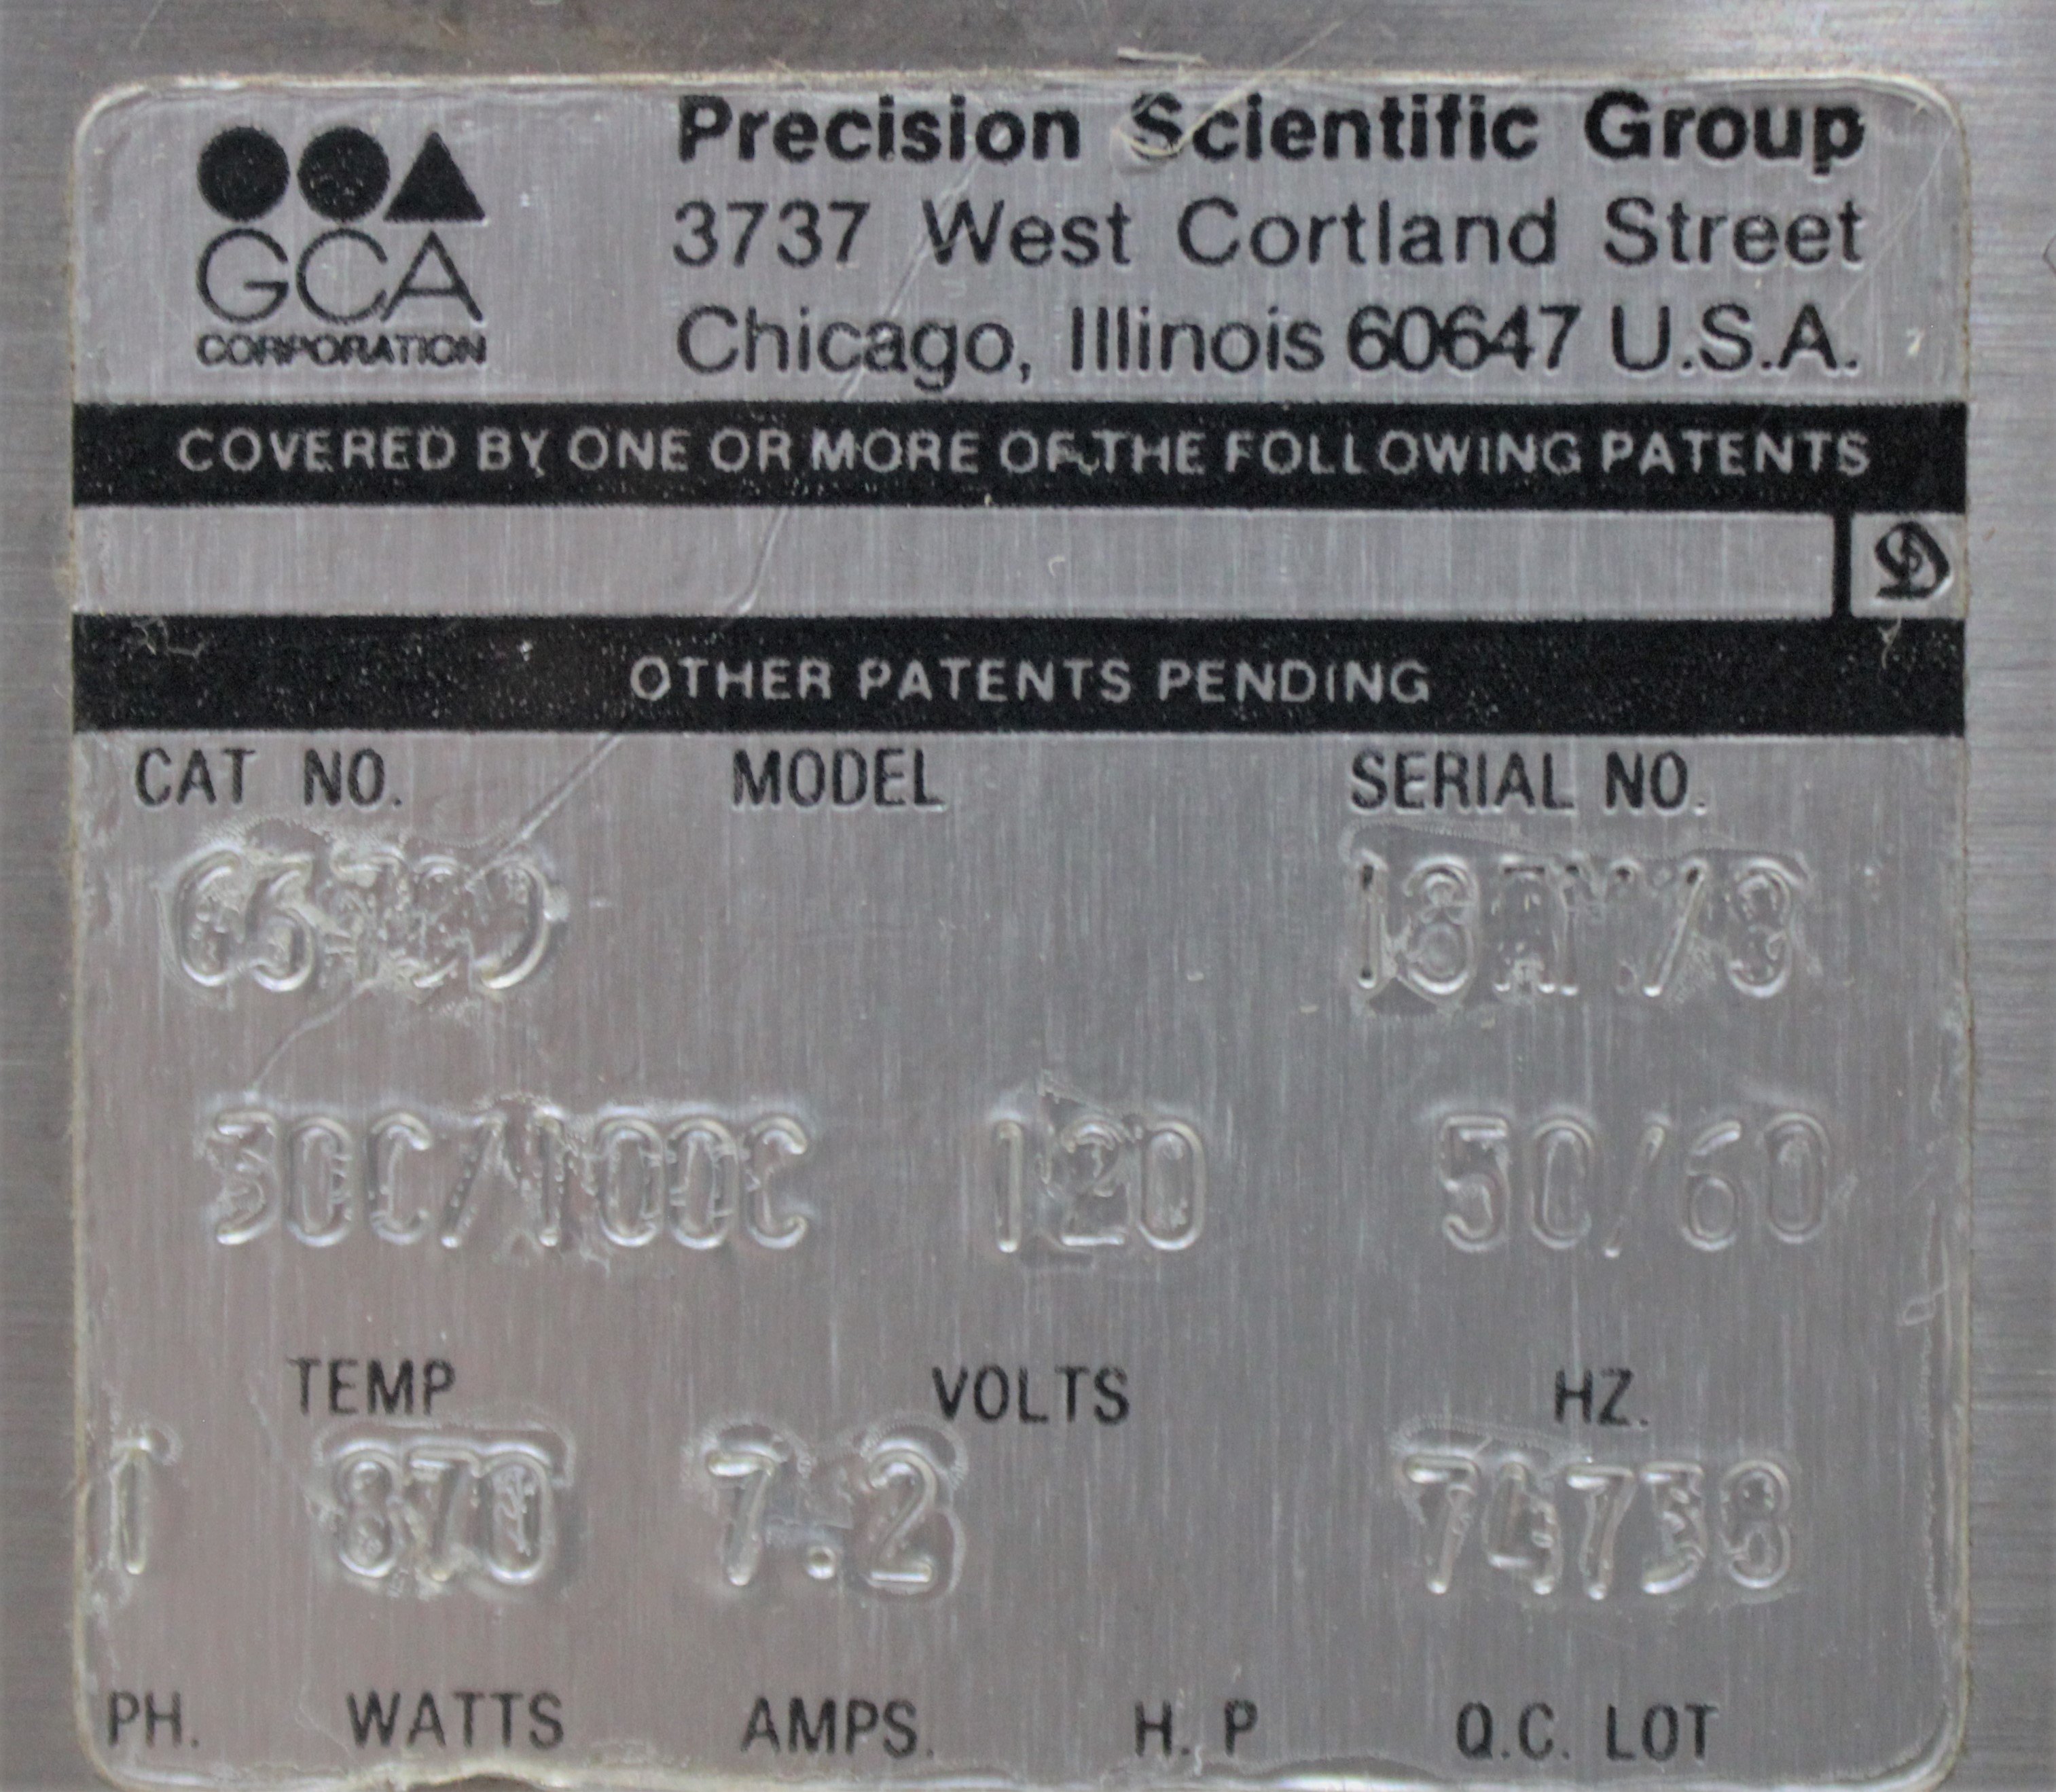 Precision Scientific Group
3737 West Cortland Street
Chicago, Illinois 60647 U.S.A.
GCA
CORPORATION
COVERED BY ONE OR MORE OF THE FOLLOWING PATENTS
OTHER PATENTS PENDING
CAT NO. MODEL SERIAL NO.
30C/100C 120 50/60
TEMP VOLTS HZ.
1 870 7.2 74738
PH. WATTS AMPS. H.P Q.C. LOT